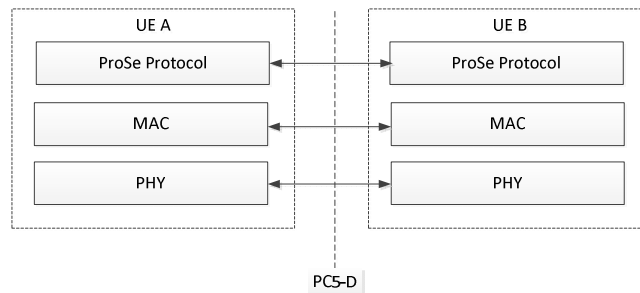 UE A
UE B
ProSe Protocol
ProSe Protocol
MAC
MAC
PHY
PHY
PC5-D